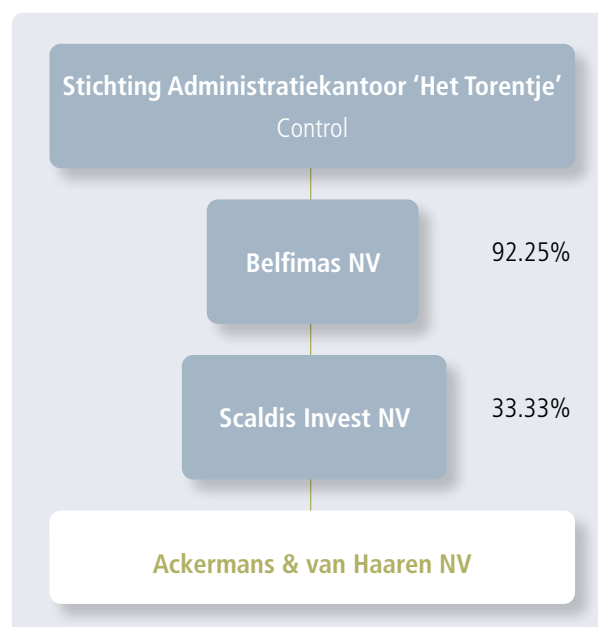 Stichting Administratiekantoor ‘Het Torentje’
Control
Belfimas NV
92.25%
Scaldis Invest NV
33.33%
Ackermans & van Haaren NV